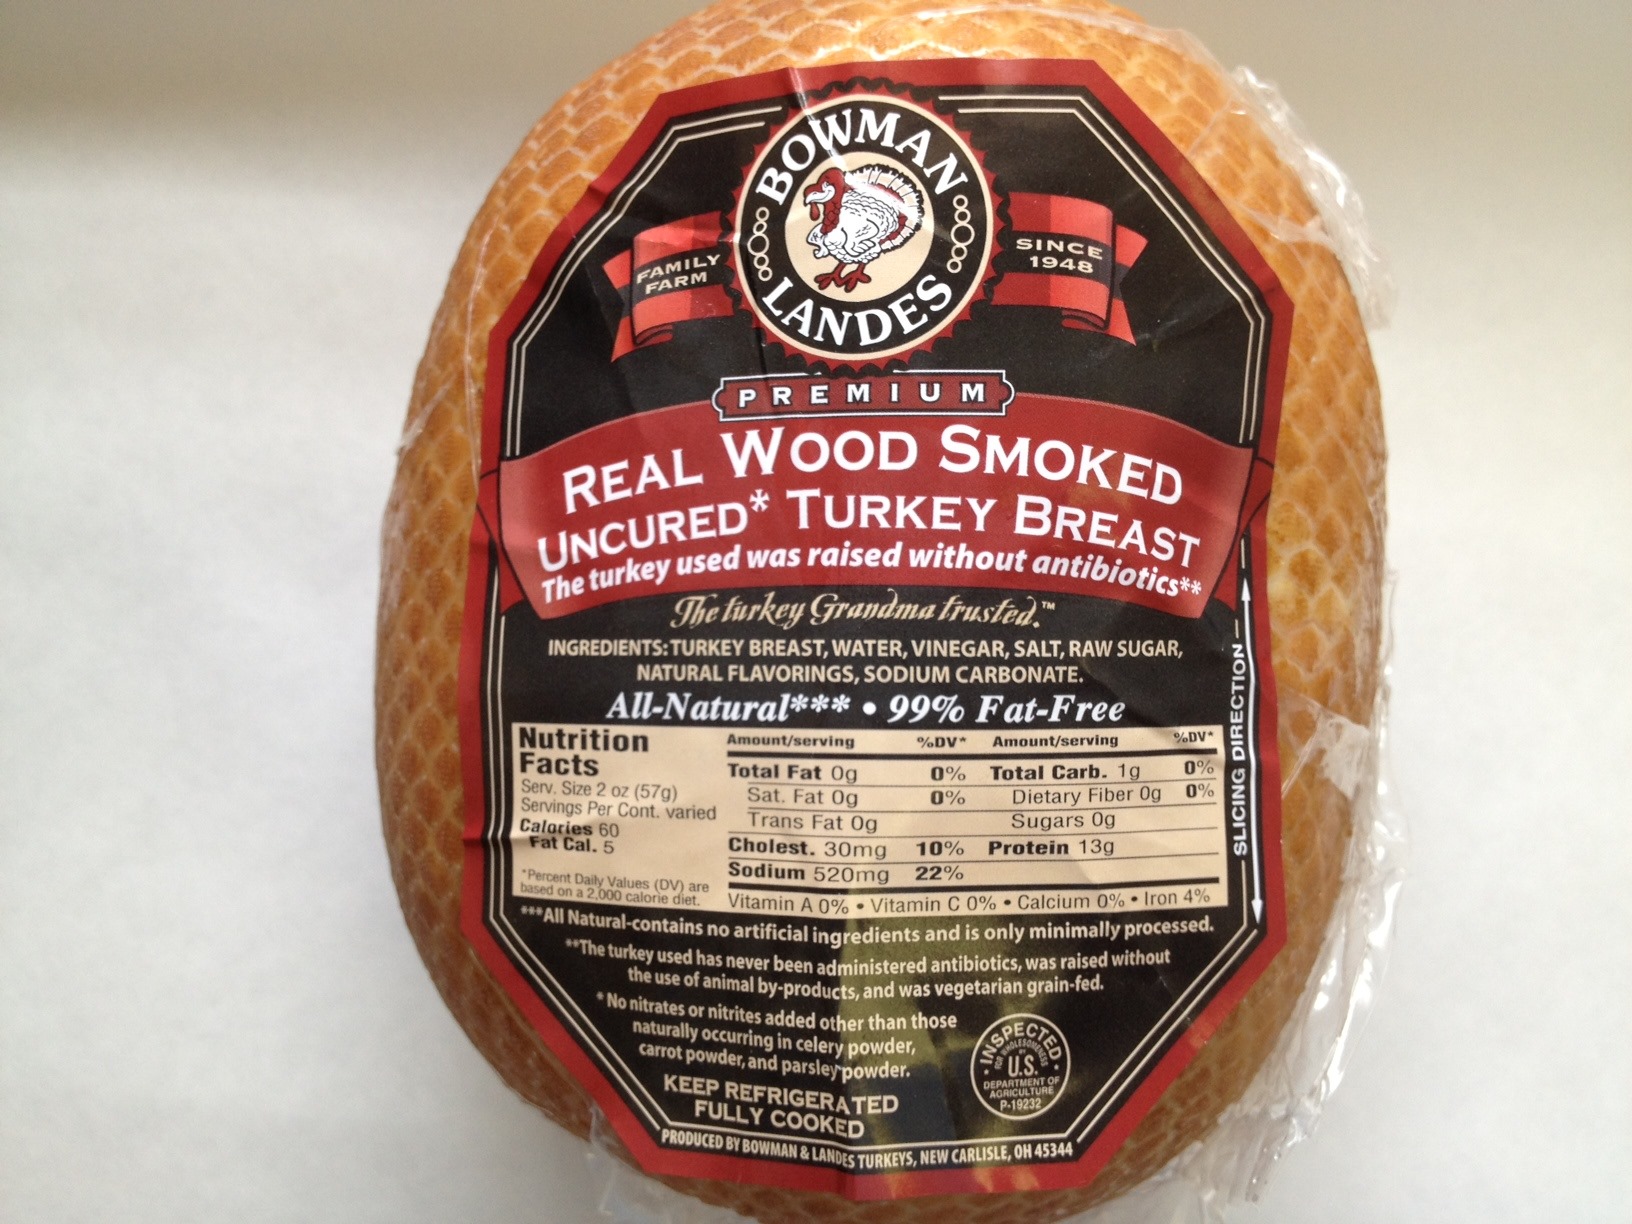 BOWMAN
LANDES
FAMILY
FARM
SINCE
1948
PREMIUM
REAL WOOD SMOKED
UNCURED* TURKEY BREAST
The turkey used was raised without antibiotics**
The turkey Grandma trusted.™
INGREDIENTS: TURKEY BREAST, WATER, VINEGAR, SALT, RAW SUGAR,
NATURAL FLAVORINGS, SODIUM CARBONATE.
All-Natural*** • 99% Fat-Free
Nutrition
Facts
Serv. Size 2 oz (57g)
Servings Per Cont. varied
Calories 60
Fat Cal. 5
*Percent Daily Values (DV) are
based on a 2,000 calorie diet.
Amount/serving %DV* Amount/serving %DV*
Total Fat 0g 0% Total Carb. 1g 0%
Sat. Fat 0g 0% Dietary Fiber 0g 0%
Trans Fat 0g Sugars 0g
Cholest. 30mg 10% Protein 13g
Sodium 520mg 22%
Vitamin A 0% • Vitamin C 0% • Calcium 0% • Iron 4%
SLICING DIRECTION
***All Natural-contains no artificial ingredients and is only minimally processed.
**The turkey used has never been administered antibiotics, was raised without
the use of animal by-products, and was vegetarian grain-fed.
* No nitrates or nitrites added other than those
naturally occurring in celery powder,
carrot powder, and parsley powder.
KEEP REFRIGERATED
FULLY COOKED
INSPECTED
FOR WHOLESOMENESS
BY
U.S.
DEPARTMENT OF
AGRICULTURE
P-19232
PRODUCED BY BOWMAN & LANDES TURKEYS, NEW CARLISLE, OH 45344